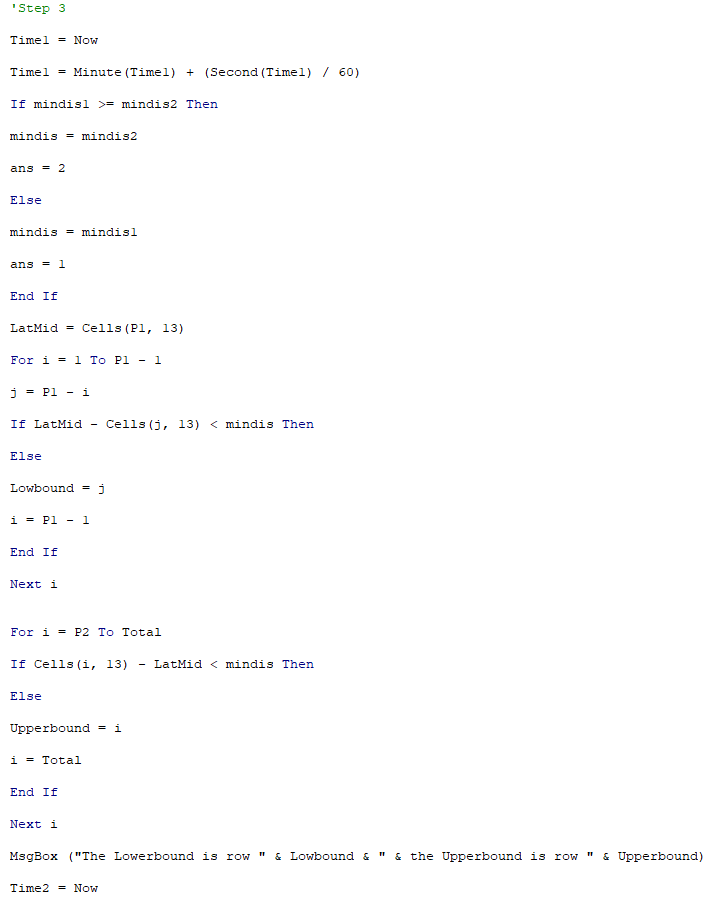 'Step 3
Time1 = Now
Time1 = Minute(Time1) + (Second(Time1) / 60)
If mindis1 >= mindis2 Then
mindis = mindis2
ans = 2
Else
mindis = mindis1
ans = 1
End If
LatMid = Cells(P1, 13)
For i = 1 To P1 - 1
j = P1 - i
If LatMid - Cells(j, 13) < mindis Then
Else
Lowbound = j
i = P1 - 1
End If
Next i
For i = P2 To Total
If Cells(i, 13) - LatMid < mindis Then
Else
Upperbound = i
i = Total
End If
Next i
MsgBox ("The Lowerbound is row " & Lowbound & " & the Upperbound is row " & Upperbound)
Time2 = Now